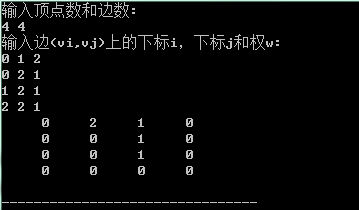 输入顶点数和边数:
4 4
输入边(vi,vj)上的下标i，下标j和权w:
0 1 2
0 2 1
1 2 1
2 2 1
0 2 1 0
0 0 1 0
0 0 1 0
0 0 0 0
--------------------------------